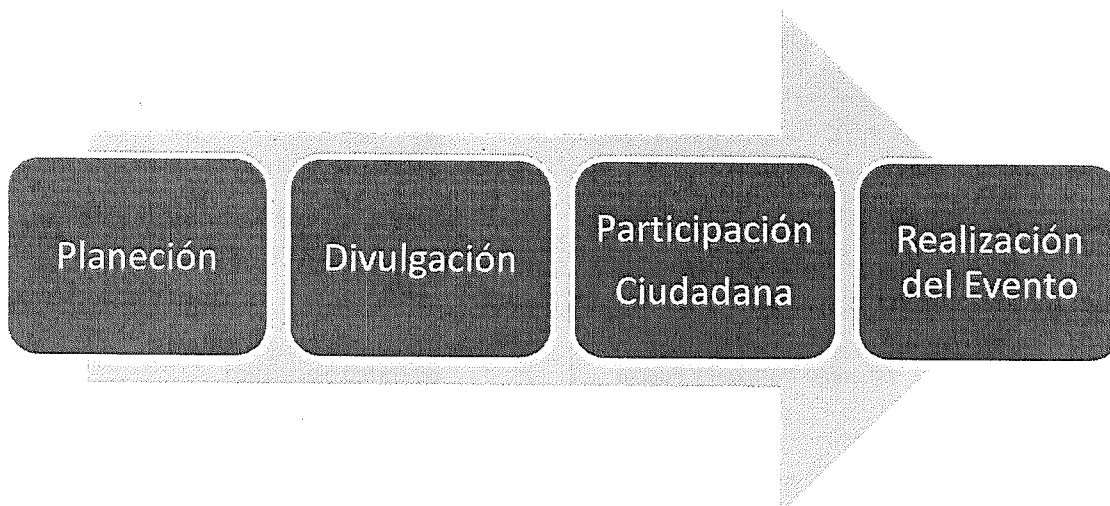 Planeción
Divulgación
Participación
Ciudadana
Realización
del Evento